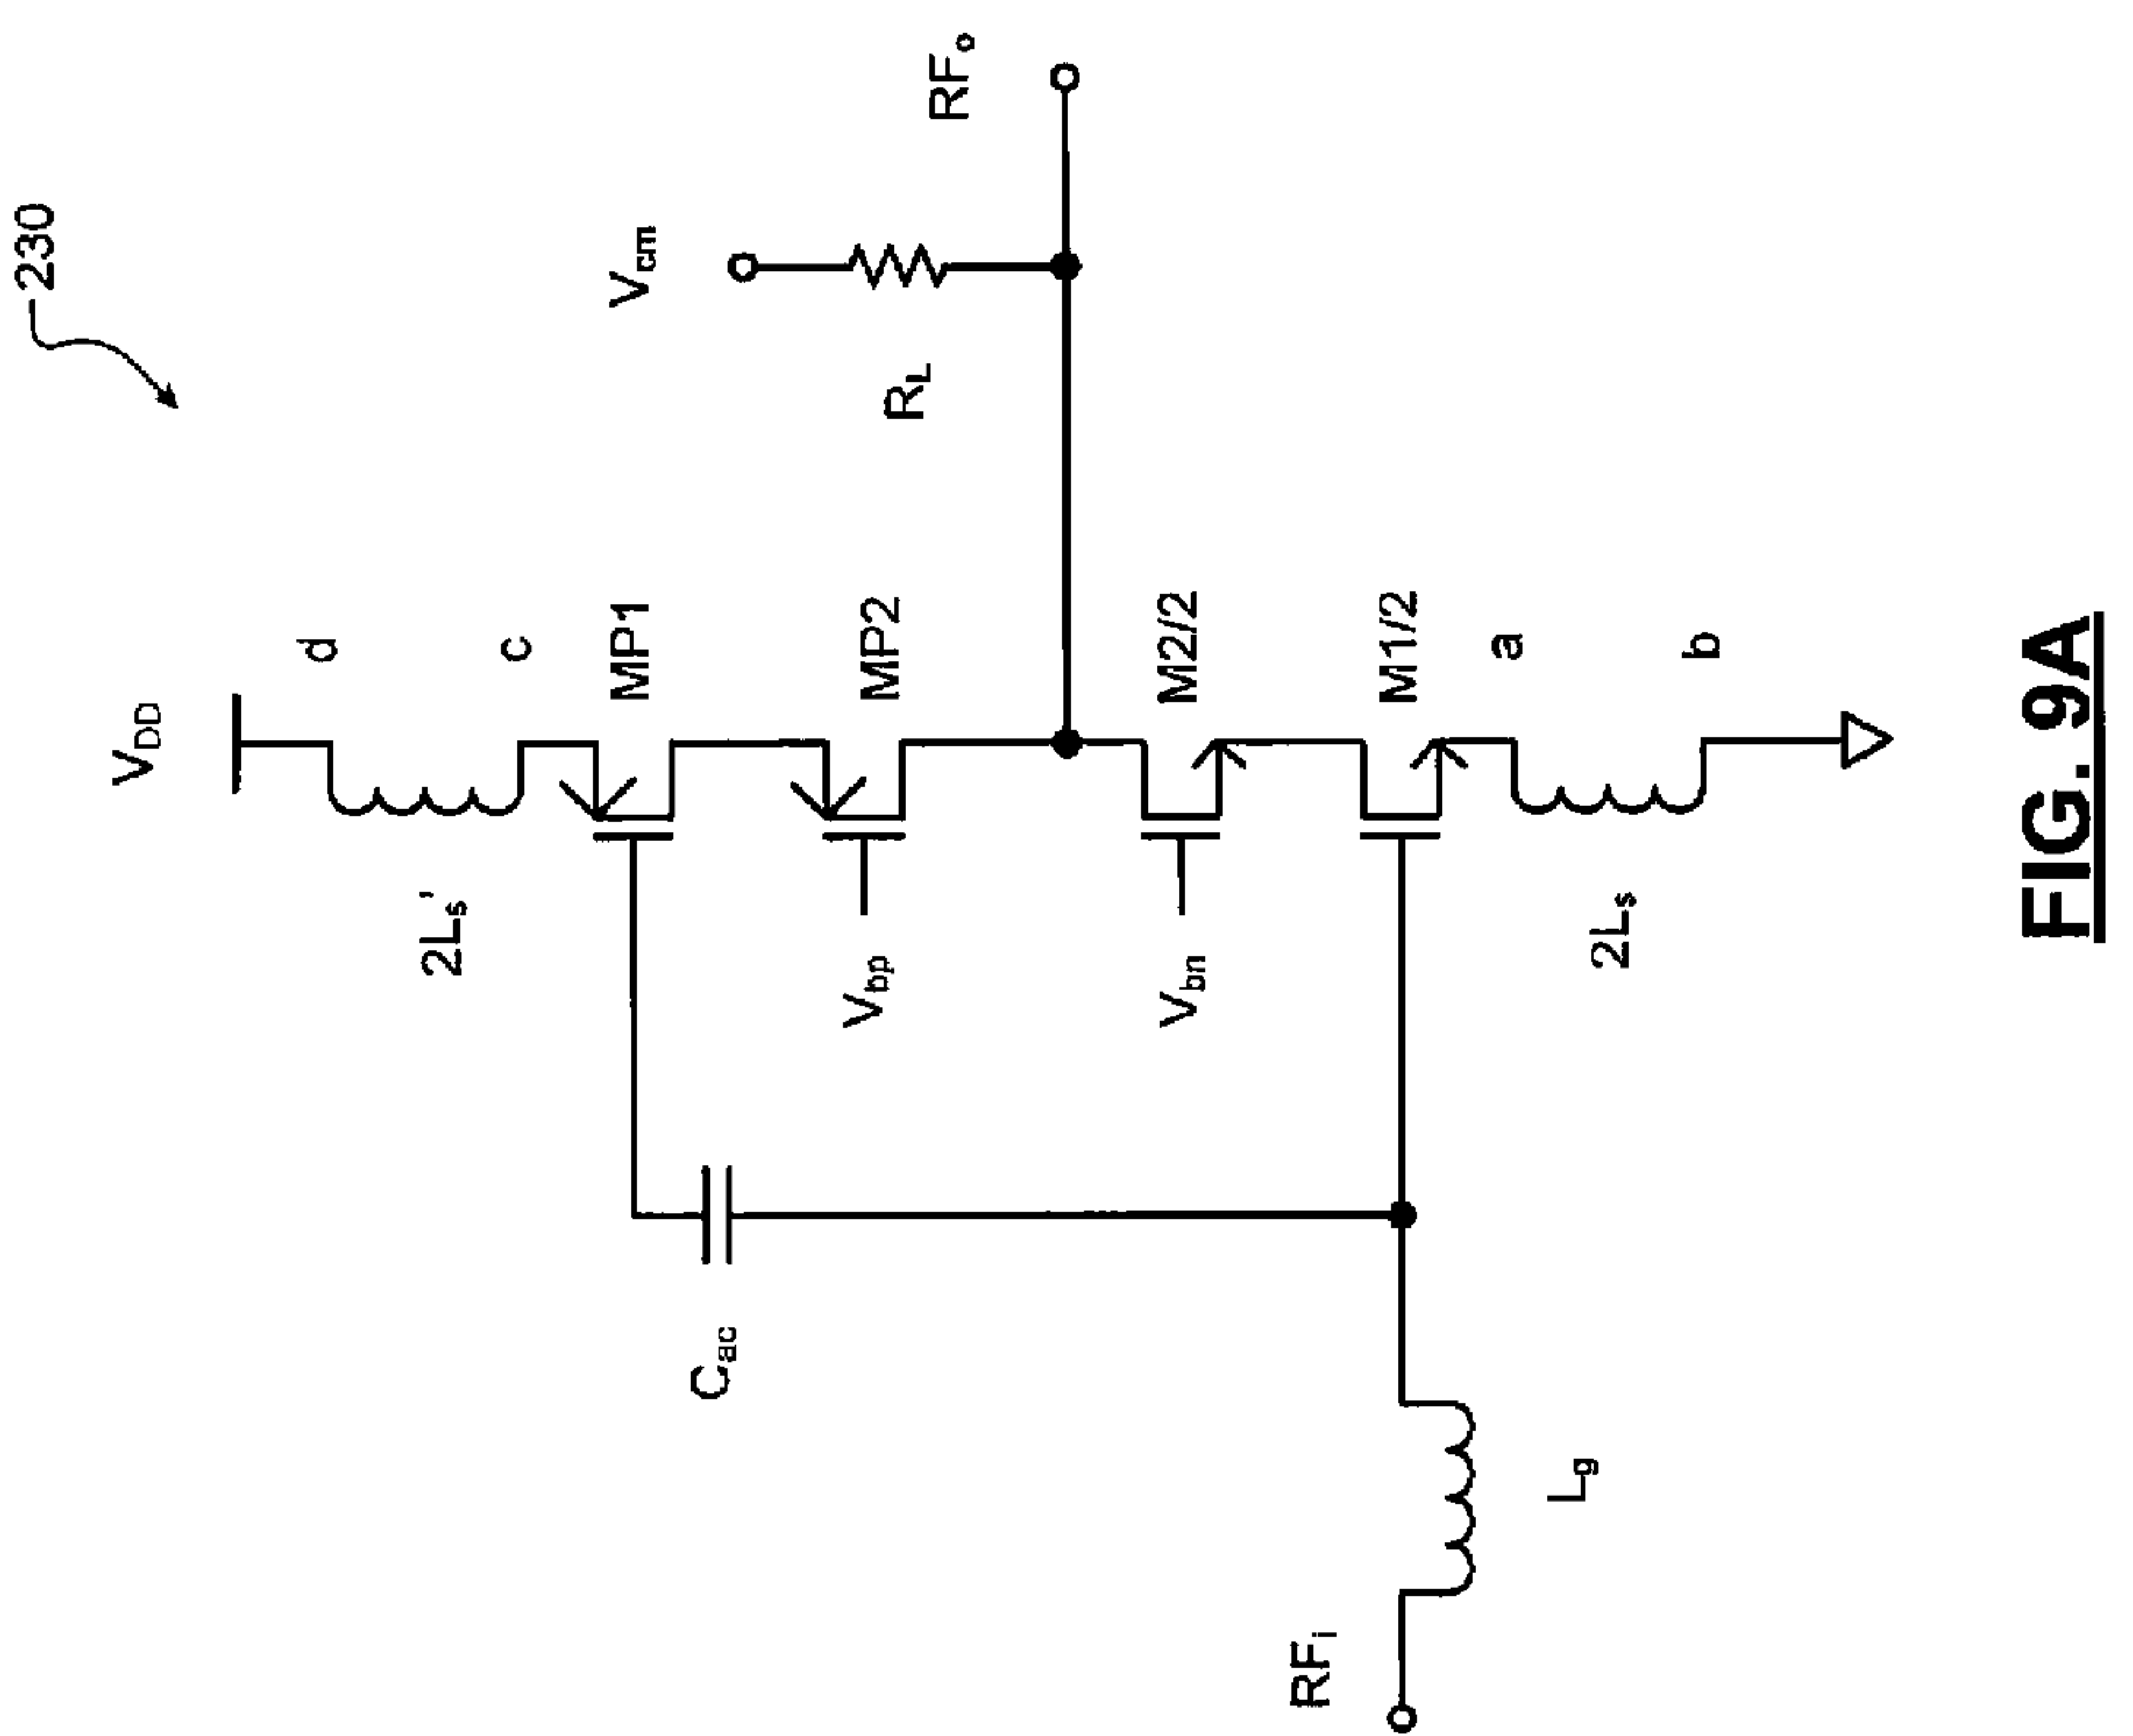 230
V_DD
d
2L_s'
c
MP1
V_cm
MP2
R_L
RF_o
C_ac
V_bp
V_bn
M2/2
M1/2
RF_i
L_g
2L_s
a
b
FIG. 9A